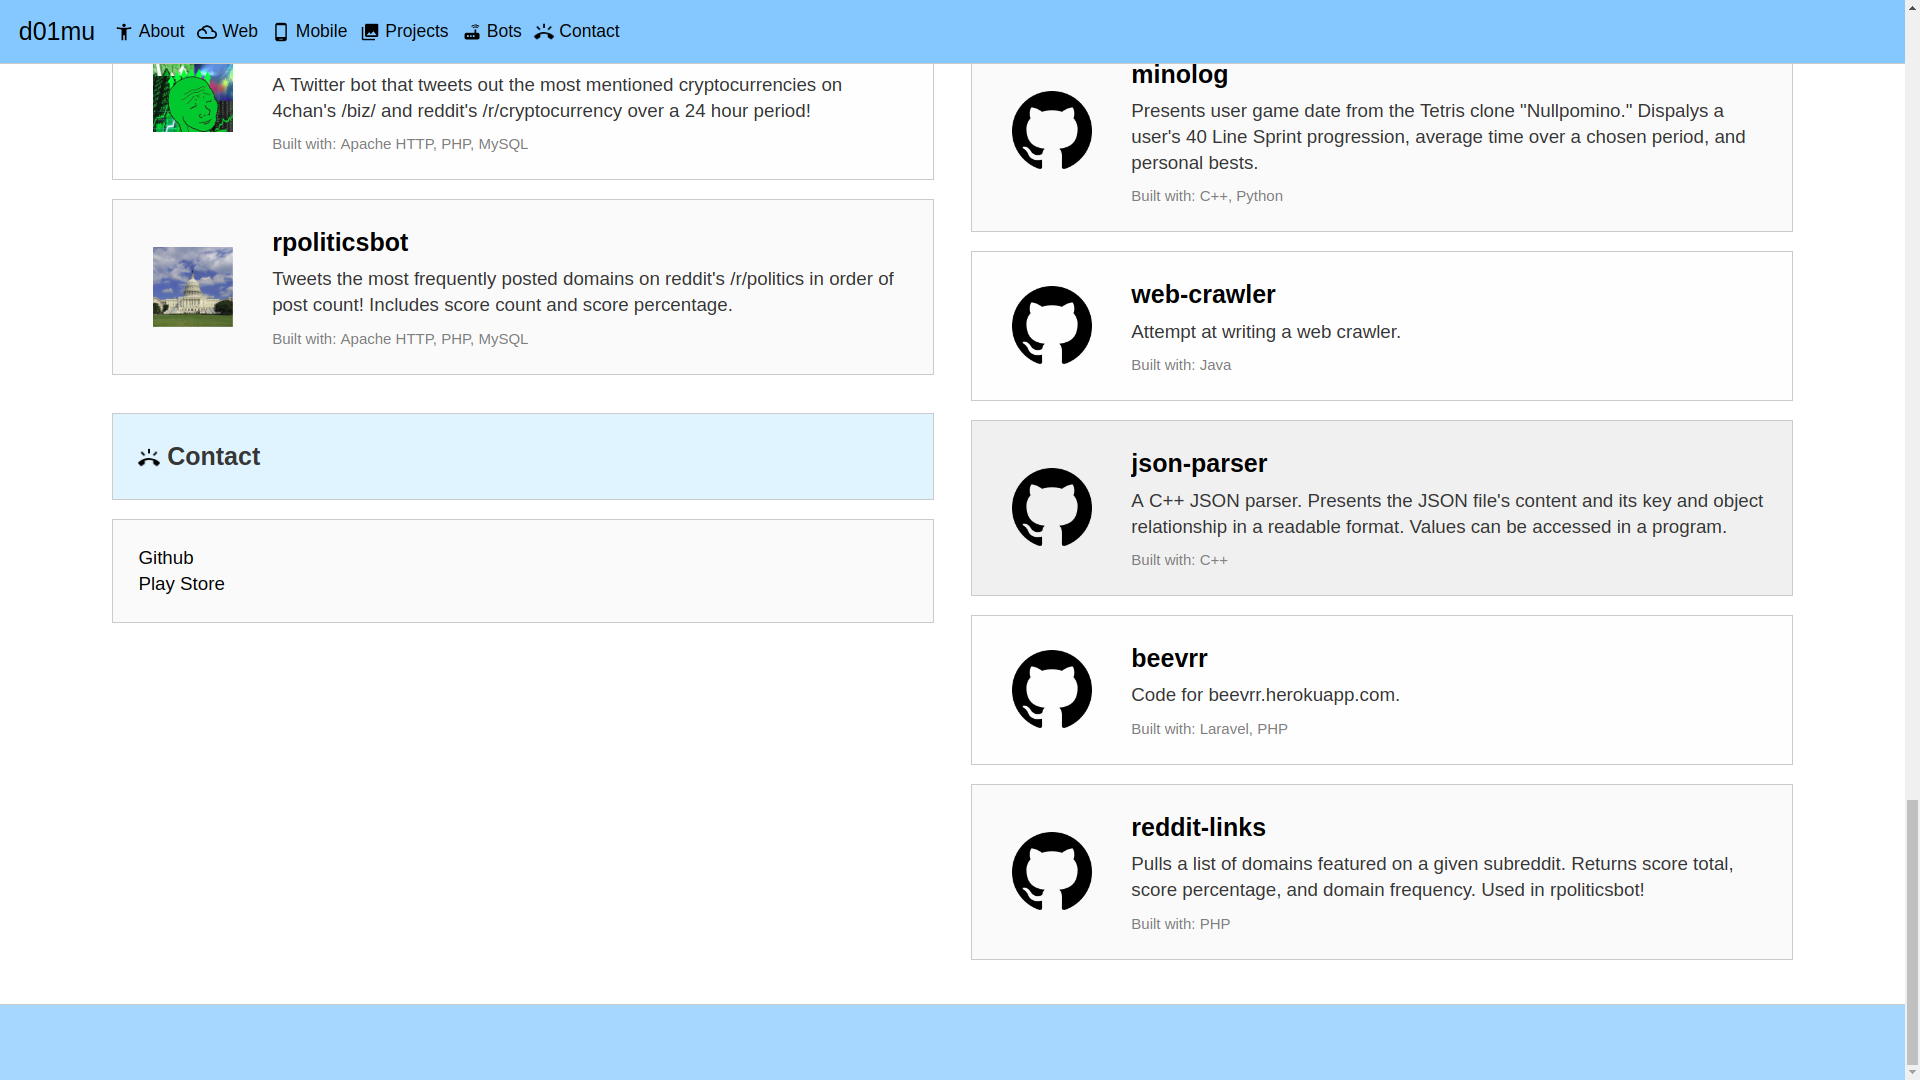 d01mu
About
Web
Mobile
Projects
Bots
Contact
A Twitter bot that tweets out the most mentioned cryptocurrencies on
4chan's /biz/ and reddit's /r/cryptocurrency over a 24 hour period!
Built with: Apache HTTP, PHP, MySQL
rpoliticsbot
Tweets the most frequently posted domains on reddit's /r/politics in order of
post count! Includes score count and score percentage.
Built with: Apache HTTP, PHP, MySQL
Contact
Github
Play Store
minolog
Presents user game date from the Tetris clone "Nullpomino." Dispalys a
user's 40 Line Sprint progression, average time over a chosen period, and
personal bests.
Built with: C++, Python
web-crawler
Attempt at writing a web crawler.
Built with: Java
json-parser
A C++ JSON parser. Presents the JSON file's content and its key and object
relationship in a readable format. Values can be accessed in a program.
Built with: C++
beevrr
Code for beevrr.herokuapp.com.
Built with: Laravel, PHP
reddit-links
Pulls a list of domains featured on a given subreddit. Returns score total,
score percentage, and domain frequency. Used in rpoliticsbot!
Built with: PHP